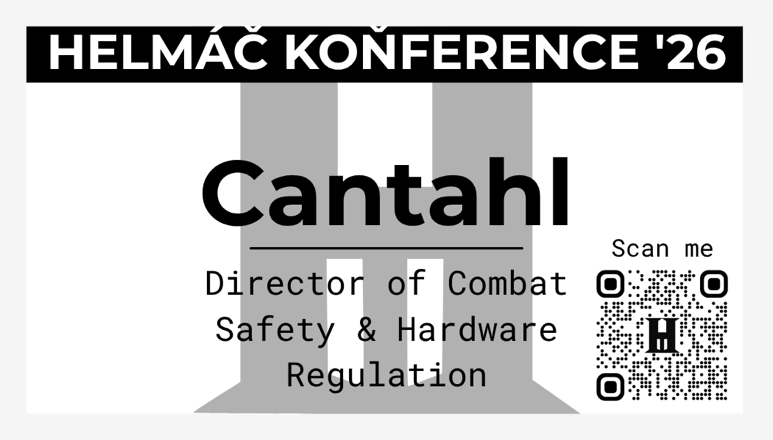 HELMÁČ KOŇFERENCE '26
Cantahl
Director of Combat
Safety & Hardware
Regulation
Scan me
H